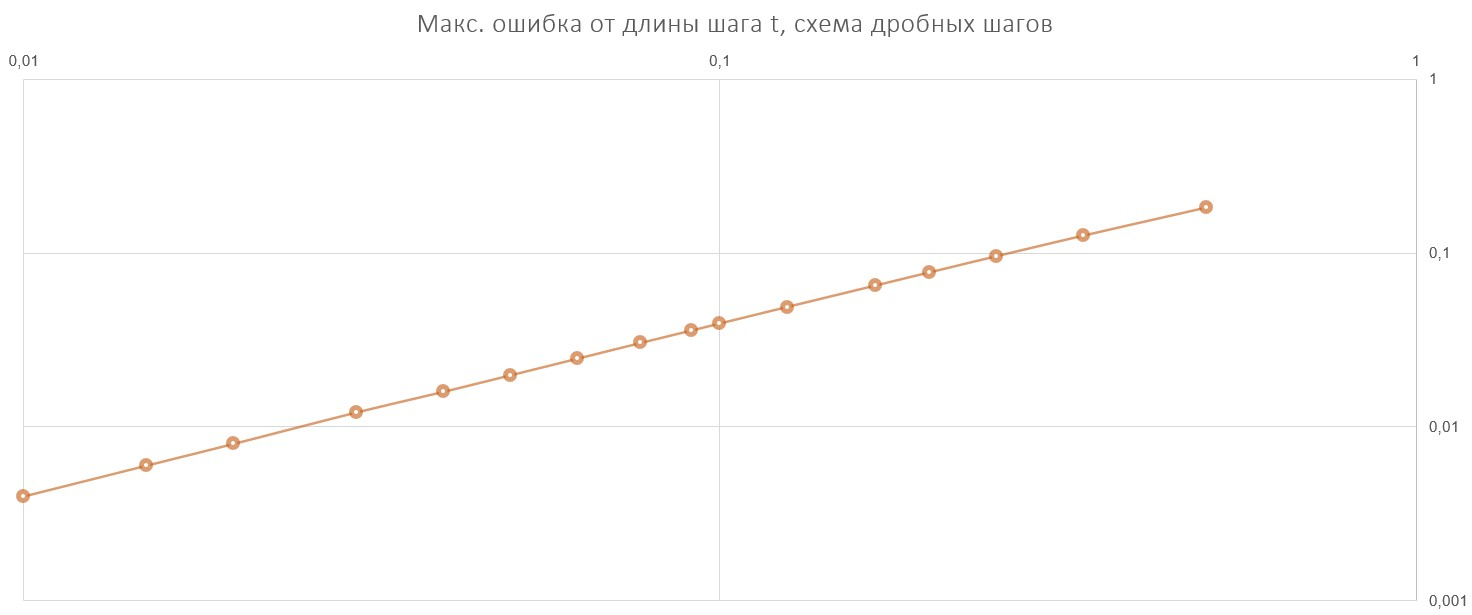 Макс. ошибка от длины шага t, схема дробных шагов
0,01 0,1 1
1
0,1
0,01
0,001